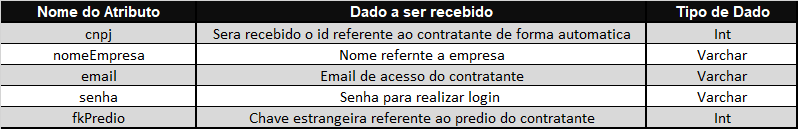 Nome do Atributo Dado a ser recebido Tipo de Dado
cnpj Sera recebido o id referente ao contratante de forma automatica Int
nomeEmpresa Nome refernte a empresa Varchar
email Email de acesso do contratante Varchar
senha Senha para realizar login Varchar
fkPredio Chave estrangeira referente ao predio do contratante Int